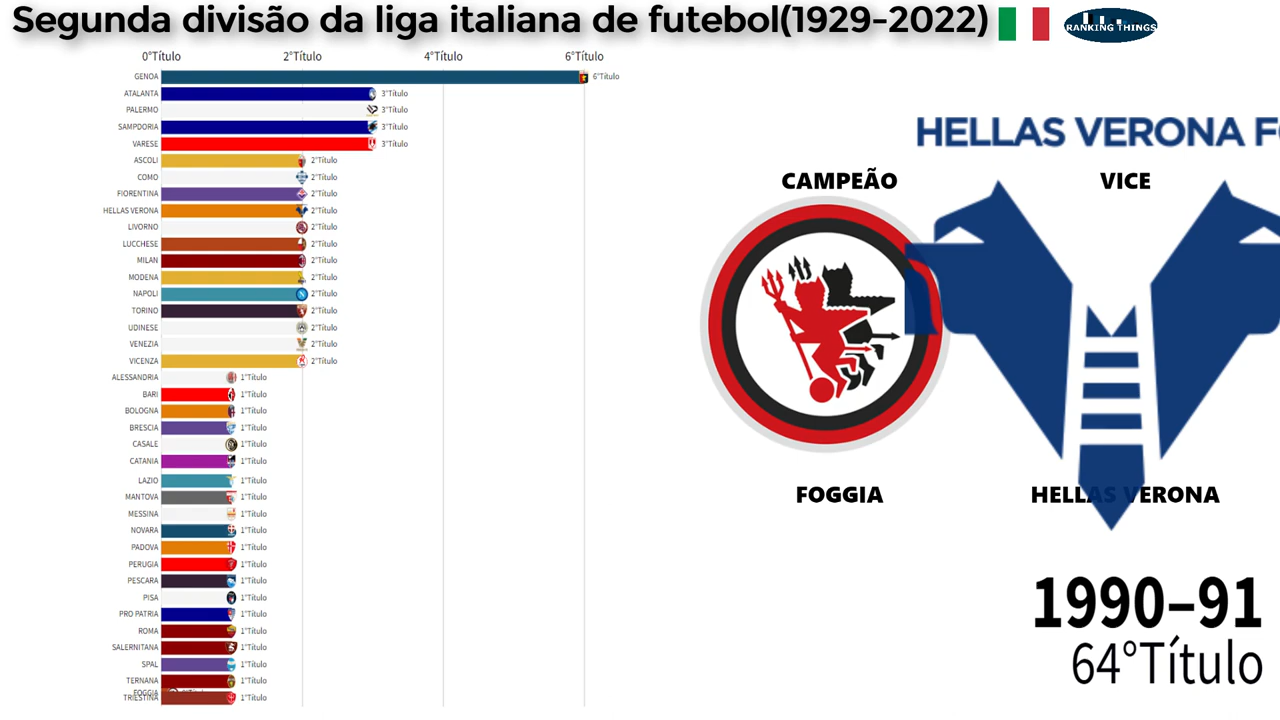 Segunda divisão da liga italiana de futebol(1929-2022)
RANKING THINGS
0°Título 2°Título 4°Título 6°Título
GENOA 6°Título
ATALANTA 3°Título
PALERMO 3°Título
SAMPDORIA 3°Título
VARESE 3°Título
ASCOLI 2°Título
COMO 2°Título
FIORENTINA 2°Título
HELLAS VERONA 2°Título
LIVORNO 2°Título
LUCCHESE 2°Título
MILAN 2°Título
MODENA 2°Título
NAPOLI 2°Título
TORINO 2°Título
UDINESE 2°Título
VENEZIA 2°Título
VICENZA 2°Título
ALESSANDRIA 1°Título
BARI 1°Título
BOLOGNA 1°Título
BRESCIA 1°Título
CASALE 1°Título
CATANIA 1°Título
LAZIO 1°Título
MANTOVA 1°Título
MESSINA 1°Título
NOVARA 1°Título
PADOVA 1°Título
PERUGIA 1°Título
PESCARA 1°Título
PISA 1°Título
PRO PATRIA 1°Título
ROMA 1°Título
SALERNITANA 1°Título
SPAL 1°Título
TERNANA 1°Título
FOGGIA
TRIESTINA 1°Título
HELLAS VERONA F
CAMPEÃO VICE
FOGGIA HELLAS VERONA
1990-91
64°Título